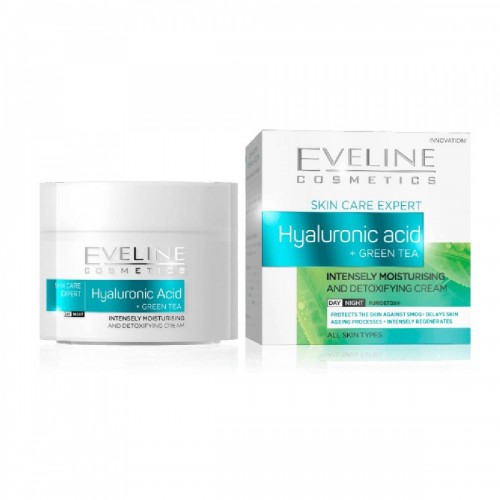 EVELINE
COSMETICS
SKIN CARE
EXPERT
Hyaluronic Acid
+ GREEN TEA
NIGHT
INTENSELY MOISTURISING
AND DETOXIFYING CREAM
INNOVATION!
EVELINE
COSMETICS
SKIN CARE EXPERT
Hyaluronic acid
+ GREEN TEA
INTENSELY MOISTURISING
AND DETOXIFYING CREAM
DAY NIGHT
PROTECTS THE SKIN AGAINST SMOG • DELAYS SKIN
AGEING PROCESSES • INTENSELY REGENERATES
ALL SKIN TYPES